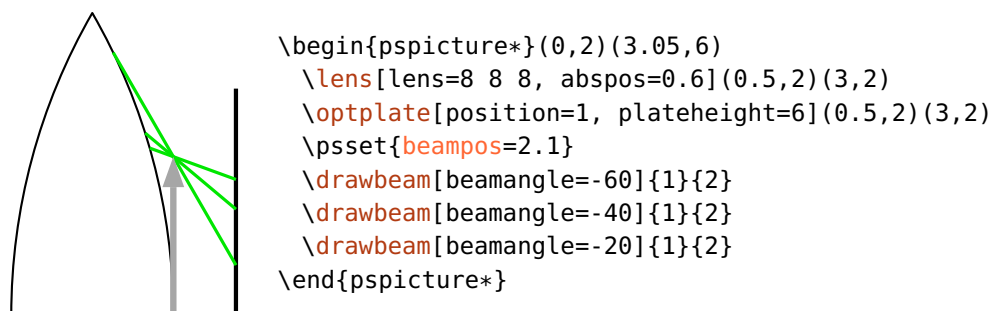 \begin{pspicture*}(0,2)(3.05,6)
\lens[lens=8 8 8, abspos=0.6](0.5,2)(3,2)
\optplate[position=1, plateheight=6](0.5,2)(3,2)
\psset{beampos=2.1}
\drawbeam[beamangle=-60]{1}{2}
\drawbeam[beamangle=-40]{1}{2}
\drawbeam[beamangle=-20]{1}{2}
\end{pspicture*}